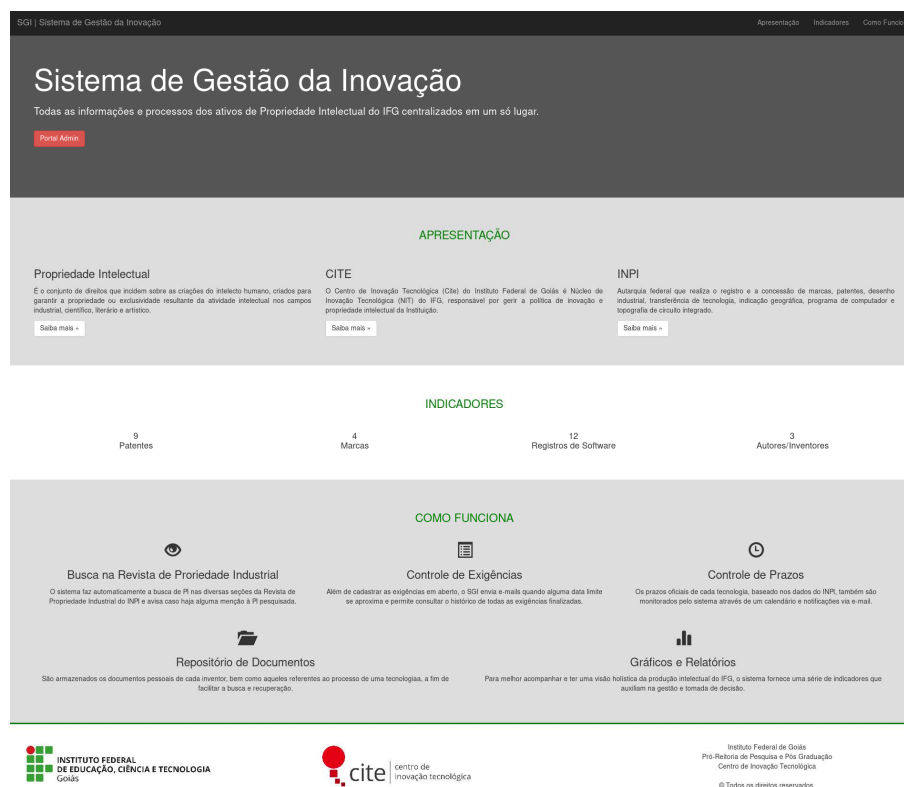 SGI | Sistema de Gestão da Inovação
Apresentação Indicadores Como
Sistema de Gestão da Inovação
Todas as informações e processos dos ativos de Propriedade Intelectual do IFG centralizados em um só lugar.
Portal Admin
APRESENTAÇÃO
Propriedade Intelectual
É o conjunto de direitos que incidem sobre as criações do intelecto humano, criados para
garantir a propriedade ou exclusividade resultante da atividade intelectual nos campos
industrial, científico, literário e artístico.
Saiba mais »
CITE
O Centro de Inovação Tecnológica (Cite) do Instituto Federal de Goiás é Núcleo de
Inovação Tecnológica (NIT) do IFG, responsável por gerir a política de inovação e
propriedade intelectual da Instituição.
Saiba mais »
INPI
Autarquia federal que realiza o registro e a concessão de marcas, patentes, desenho
industrial, transferência de tecnologia, indicação geográfica, programa de computador e
topografia de circuito integrado.
Saiba mais »
INDICADORES
9
Patentes
4
Marcas
12
Registros de Software
3
Autores/Inventores
COMO FUNCIONA
Busca na Revista de Proriedade Industrial
O sistema faz automaticamente a busca de PI nas diversas seções da Revista de
Propriedade Industrial do INPI e avisa caso haja alguma menção à PI pesquisada.
Controle de Exigências
Além de cadastrar as exigências em aberto, o SGI envia e-mails quando alguma data limite
se aproxima e permite consultar o histórico de todas as exigências finalizadas.
Controle de Prazos
Os prazos oficiais de cada tecnologia, baseado nos dados do INPI, também são
monitorados pelo sistema através de um calendário e notificações via e-mail.
Repositório de Documentos
São armazenados os documentos pessoais de cada inventor, bem como aqueles referentes ao processo de uma tecnologiaa, a fim de
facilitar a busca e recuperação.
Gráficos e Relatórios
Para melhor acompanhar e ter uma visão holística da produção intelectual do IFG, o sistema fornece uma série de indicadores que
auxiliam na gestão e tomada de decisão.
INSTITUTO FEDERAL
DE EDUCAÇÃO, CIÊNCIA E TECNOLOGIA
Goiás
cite
centro de
inovação tecnológica
Instituto Federal de Goiás
Pró-Reitoria de Pesquisa e Pós Graduação
Centro de Inovação Tecnológica
© Todos os direitos reservados